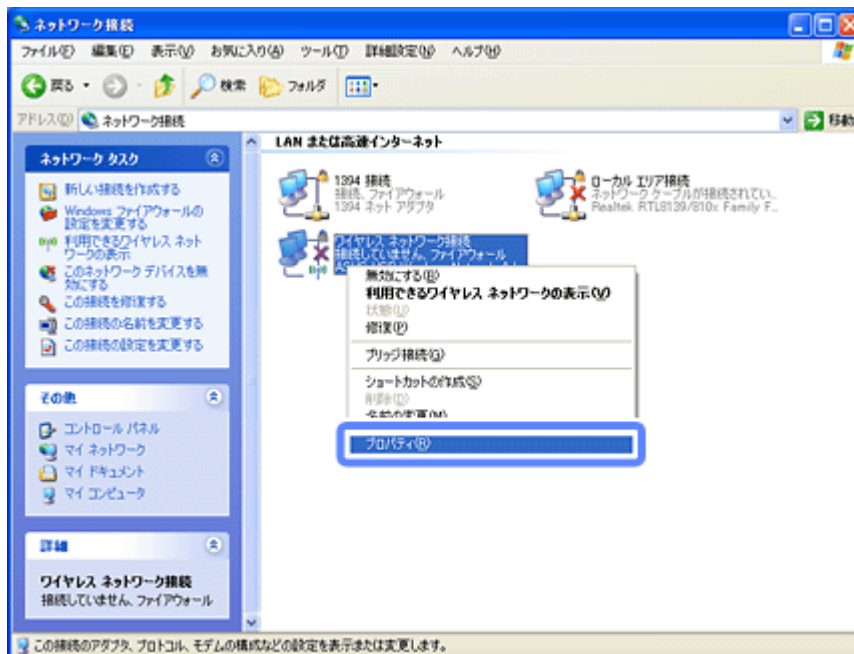 ネットワーク接続
ファイル(F) 編集(E) 表示(V) お気に入り(A) ツール(T) 詳細設定(N) ヘルプ(H)
戻る 検索 フォルダ
アドレス(D) ネットワーク接続 移動
ネットワーク タスク
新しい接続を作成する
Windows ファイアウォールの
設定を変更する
利用できるワイヤレス ネット
ワークの表示
このネットワーク デバイスを無
効にする
この接続を修復する
この接続の名前を変更する
この接続の設定を変更する
その他
コントロール パネル
マイ ネットワーク
マイ ドキュメント
マイ コンピュータ
詳細
ワイヤレス ネットワーク接続
接続していません、ファイアウォール
LAN または高速インターネット
1394 接続
接続、ファイアウォール
1394 ネット アダプタ
ローカル エリア接続
ネットワーク ケーブルが接続されてい...
Realtek RTL8139/810x Family F...
ワイヤレス ネットワーク接続
接続していません、ファイアウォール
無効にする(B)
利用できるワイヤレス ネットワークの表示(V)
状態(U)
修復(P)
ブリッジ接続(G)
ショートカットの作成(S)
削除(D)
名前の変更(M)
プロパティ(R)
この接続のアダプタ、プロトコル、モデムの構成などの設定を表示または変更します。